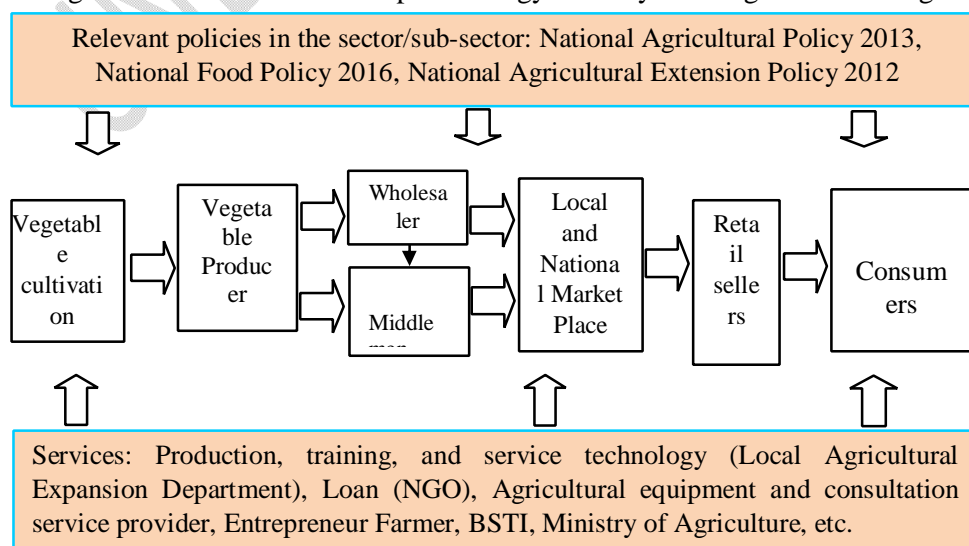 Relevant policies in the sector/sub-sector: National Agricultural Policy 2013,
National Food Policy 2016, National Agricultural Extension Policy 2012
Vegetabl
e
cultivati
on
Vegeta
ble
Produc
er
Wholesa
ler
Middle
Local
and
Nationa
l Market
Place
Reta
il
selle
rs
Consum
ers
Services: Production, training, and service technology (Local Agricultural
Expansion Department), Loan (NGO), Agricultural equipment and consultation
service provider, Entrepreneur Farmer, BSTI, Ministry of Agriculture, etc.